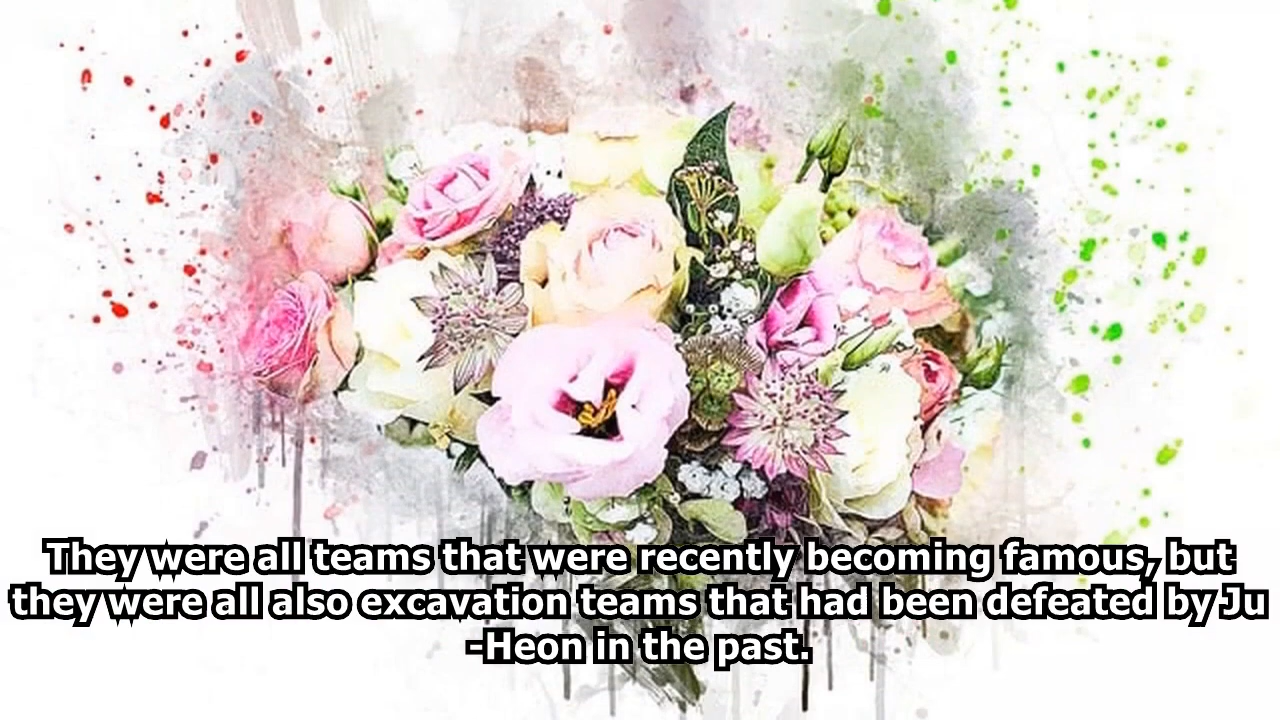 They were all teams that were recently becoming famous, but
they were all also excavation teams that had been defeated by Ju
-Heon in the past.